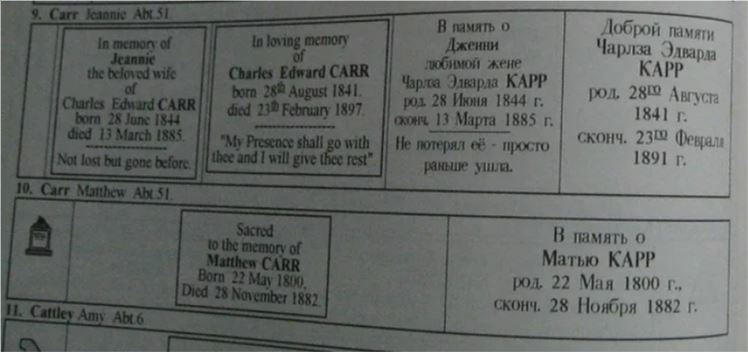 9. Carr Jeannie Abt.51.
In memory of
Jeannie
the beloved wife
of
Charles Edward CARR
born 28 June 1844
died 13 March 1885.
Not lost but gone before.
In loving memory
of
Charles Edward CARR
born 28th August 1841.
died 23th February 1897.
"My Presence shall go with
thee and I will give thee rest"
В память о
Дженни
любимой жене
Чарлза Эдварда КАРР
род. 28 Июня 1844 г.
сконч. 13 Марта 1885 г.
Не потерял её - просто
раньше ушла.
Доброй памяти
Чарлза Эдварда
КАРР
род. 28го Августа
1841 г.
сконч. 23го Февраля
1891 г.
10. Carr Matthew Abt.51.
Sacred
to the memory of
Matthew CARR
Born 22 May 1800,
Died 28 November 1882.
В память о
Матью КАРР
род. 22 Мая 1800 г.,
сконч. 28 Ноября 1882 г.
11. Cattley Amy Abt.6